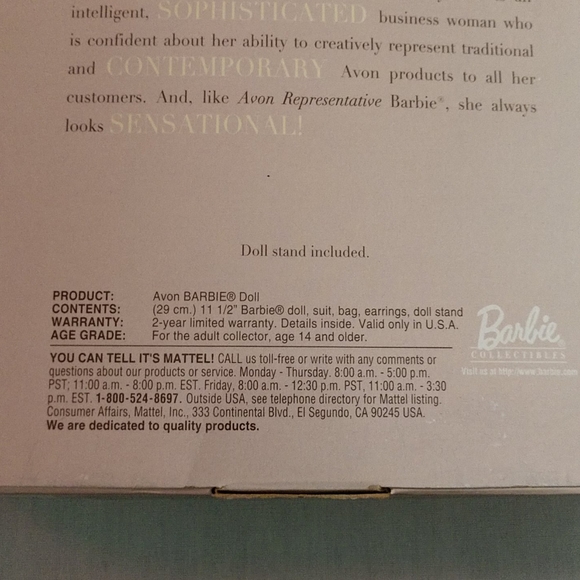 intelligent, SOPHISTICATED business woman who
is confident about her ability to creatively represent traditional
and CONTEMPORARY Avon products to all her
customers. And, like Avon Representative Barbie®, she always
looks SENSATIONAL!
Doll stand included.
PRODUCT: Avon BARBIE® Doll
CONTENTS: (29 cm.) 11 1/2" Barbie® doll, suit, bag, earrings, doll stand
WARRANTY: 2-year limited warranty. Details inside. Valid only in U.S.A.
AGE GRADE: For the adult collector, age 14 and older.
Barbie
COLLECTIBLES
Visit us at http://www.barbie.com
YOU CAN TELL IT'S MATTEL! CALL us toll-free or write with any comments or
questions about our products or service. Monday - Thursday. 8:00 a.m. - 5:00 p.m.
PST; 11:00 a.m. - 8:00 p.m. EST. Friday, 8:00 a.m. - 12:30 p.m. PST, 11:00 a.m. - 3:30
p.m. EST. 1-800-524-8697. Outside USA, see telephone directory for Mattel listing.
Consumer Affairs, Mattel, Inc., 333 Continental Blvd., El Segundo, CA 90245 USA.
We are dedicated to quality products.